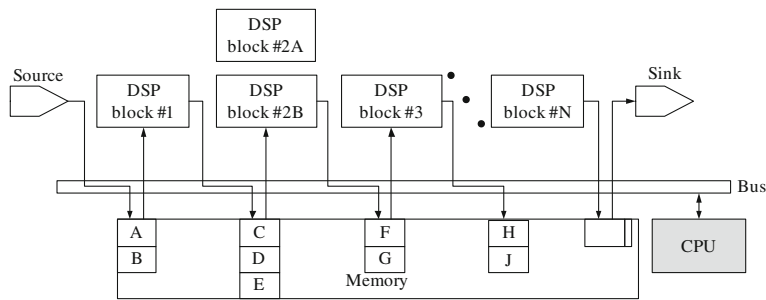 DSP
block #2A
Source
DSP
block #1
DSP
block #2B
DSP
block #3
DSP
block #N
Sink
Bus
A
B
C
D
E
F
G
H
J
Memory
CPU